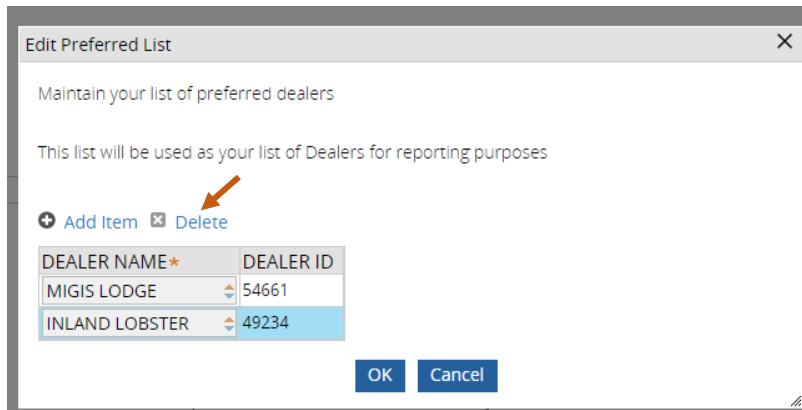 Edit Preferred List
Maintain your list of preferred dealers
This list will be used as your list of Dealers for reporting purposes
Add Item Delete
DEALER NAME* DEALER ID
MIGIS LODGE 54661
INLAND LOBSTER 49234
OK Cancel